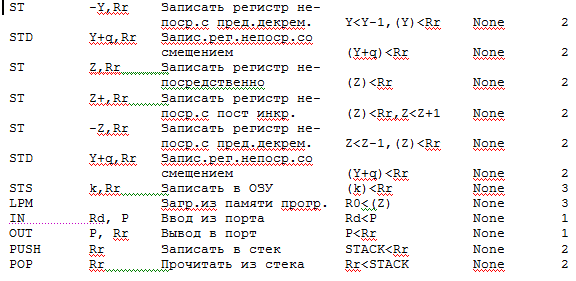 ST -Y,Rr Записать регистр не-
поср.с пред.декрем. Y<Y-1,(Y)<Rr None 2
STD Y+q,Rr Запис.рег.непоср.со
смещением (Y+q)<Rr None 2
ST Z,Rr Записать регистр не-
посредственно (Z)<Rr None 2
ST Z+,Rr Записать регистр не-
поср.с пост инкр. (Z)<Rr,Z<Z+1 None 2
ST -Z,Rr Записать регистр не-
поср.с пред.декрем. Z<Z-1,(Z)<Rr None 2
STD Y+q,Rr Запис.рег.непоср.со
смещением (Y+q)<Rr None 2
STS k,Rr Записать в ОЗУ (k)<Rr None 3
LPM Загр.из памяти прогр. R0<(Z) None 3
IN Rd, P Ввод из порта Rd<P None 1
OUT P, Rr Вывод в порт P<Rr None 1
PUSH Rr Записать в стек STACK<Rr None 2
POP Rr Прочитать из стека Rr<STACK None 2